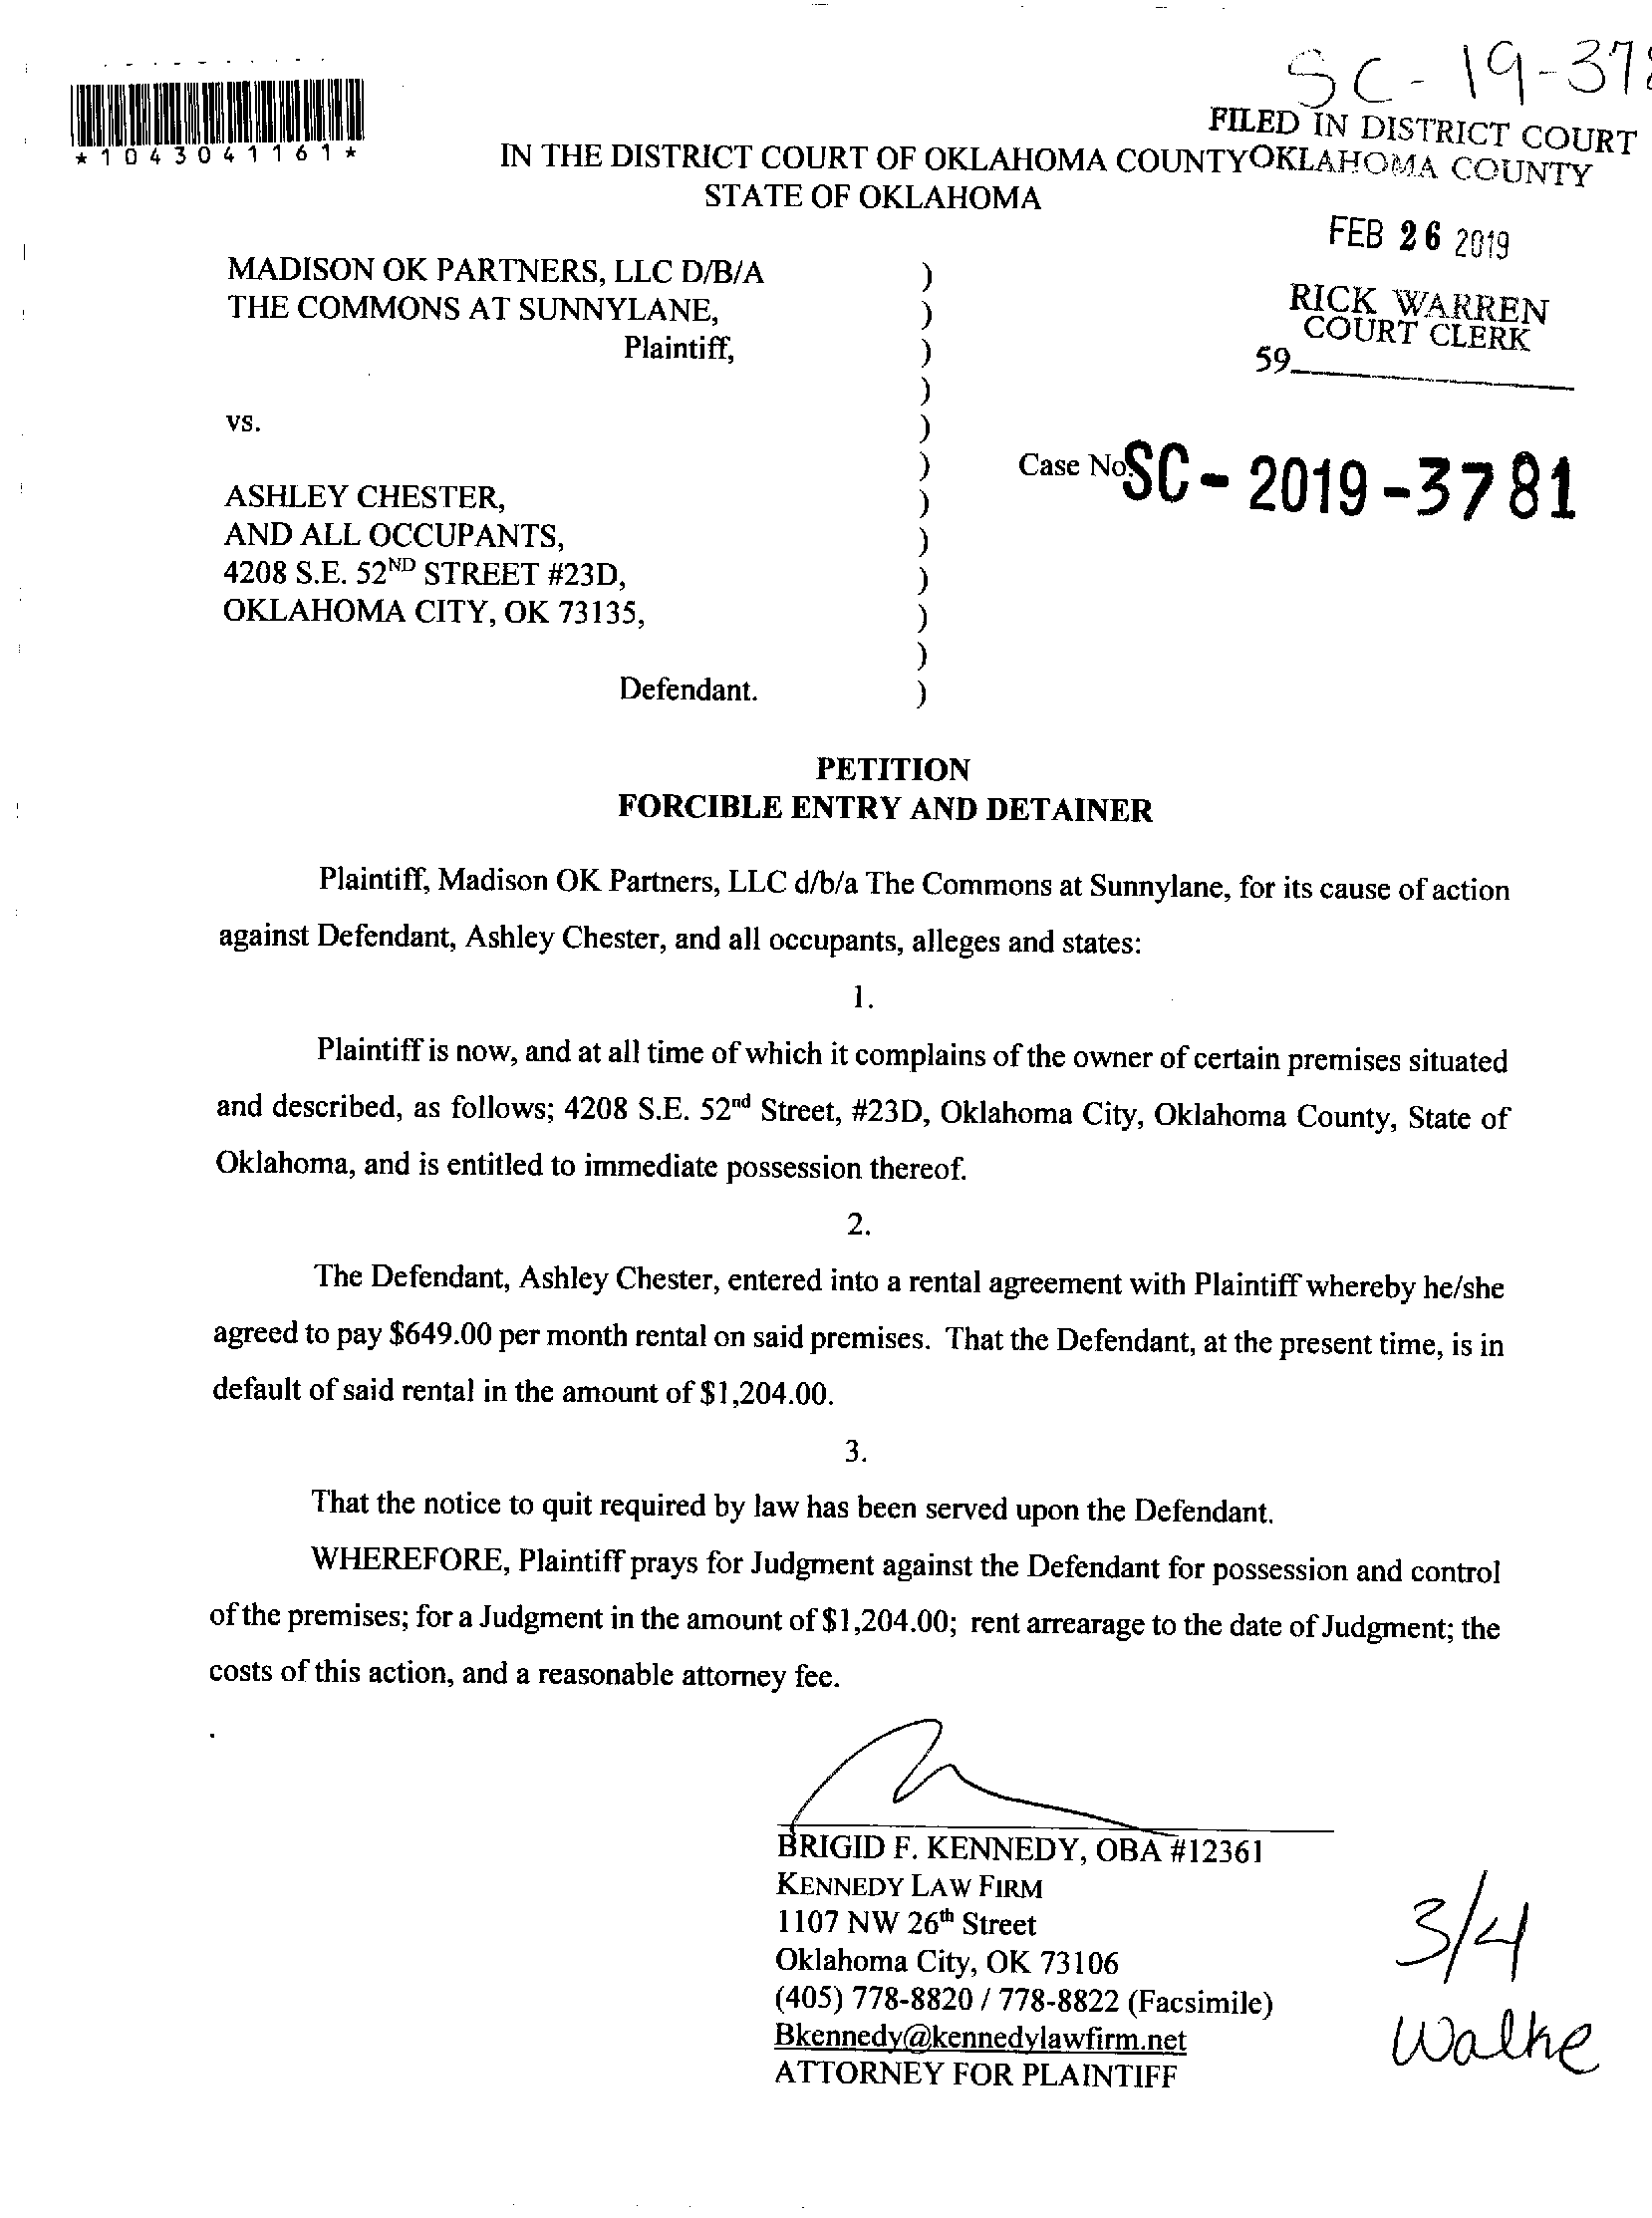 SC-19-378
FILED IN DISTRICT COURT
*1043041161*
IN THE DISTRICT COURT OF OKLAHOMA COUNTY OKLAHOMA COUNTY
STATE OF OKLAHOMA
FEB 26 2019
MADISON OK PARTNERS, LLC D/B/A )
THE COMMONS AT SUNNYLANE, )
Plaintiff, )
RICK WARREN
COURT CLERK
59
)
vs. )
)
Case No. SC-2019-3781
ASHLEY CHESTER, )
AND ALL OCCUPANTS, )
4208 S.E. 52ND STREET #23D, )
OKLAHOMA CITY, OK 73135, )
)
Defendant. )
PETITION
FORCIBLE ENTRY AND DETAINER
Plaintiff, Madison OK Partners, LLC d/b/a The Commons at Sunnylane, for its cause of action
against Defendant, Ashley Chester, and all occupants, alleges and states:
1.
Plaintiff is now, and at all time of which it complains of the owner of certain premises situated
and described, as follows; 4208 S.E. 52nd Street, #23D, Oklahoma City, Oklahoma County, State of
Oklahoma, and is entitled to immediate possession thereof.
2.
The Defendant, Ashley Chester, entered into a rental agreement with Plaintiff whereby he/she
agreed to pay $649.00 per month rental on said premises. That the Defendant, at the present time, is in
default of said rental in the amount of $1,204.00.
3.
That the notice to quit required by law has been served upon the Defendant.
WHEREFORE, Plaintiff prays for Judgment against the Defendant for possession and control
of the premises; for a Judgment in the amount of $1,204.00; rent arrearage to the date of Judgment; the
costs of this action, and a reasonable attorney fee.
BRIGID F. KENNEDY, OBA #12361
KENNEDY LAW FIRM
1107 NW 26th Street
Oklahoma City, OK 73106
(405) 778-8820 / 778-8822 (Facsimile)
Bkennedy@kennedylawfirm.net
ATTORNEY FOR PLAINTIFF
3/4
Walke